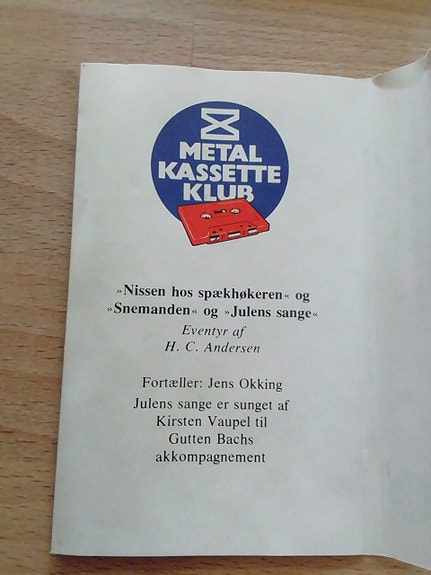 METAL
KASSETTE
KLUB
»Nissen hos spækhøkeren« og
»Snemanden« og »Julens sange«
Eventyr af
H. C. Andersen
Fortæller: Jens Okking
Julens sange er sunget af
Kirsten Vaupel til
Gutten Bachs
akkompagnement